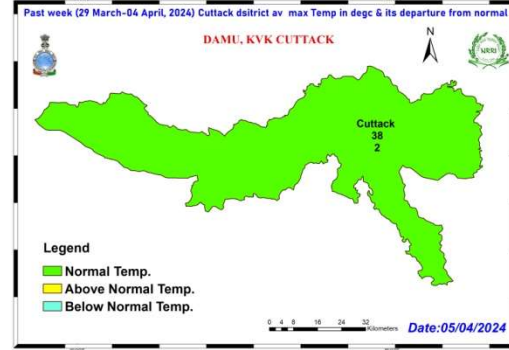 Past week (29 March-04 April, 2024) Cuttack dsitrict av max Temp in degc & its departure from normal
DAMU, KVK CUTTACK
N
NRRI
Cuttack
38
2
Legend
Normal Temp.
Above Normal Temp.
Below Normal Temp.
0 4 8 16 24 32
Kilometers
Date:05/04/2024